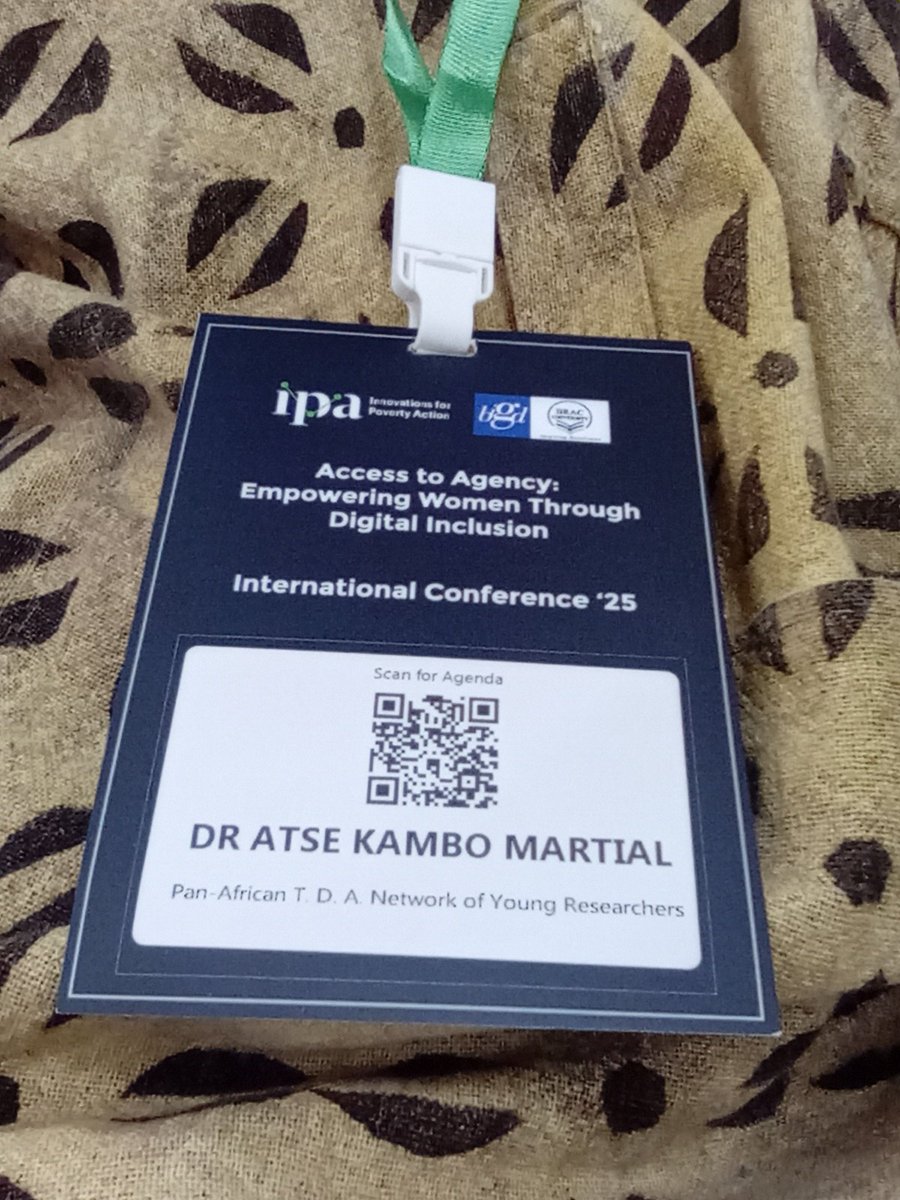 ipa Innovations for
Poverty Action
bigd
BRAC
UNIVERSITY
Access to Agency:
Empowering Women Through
Digital Inclusion
International Conference ‘25
Scan for Agenda
DR ATSE KAMBO MARTIAL
Pan-African T. D. A. Network of Young Researchers